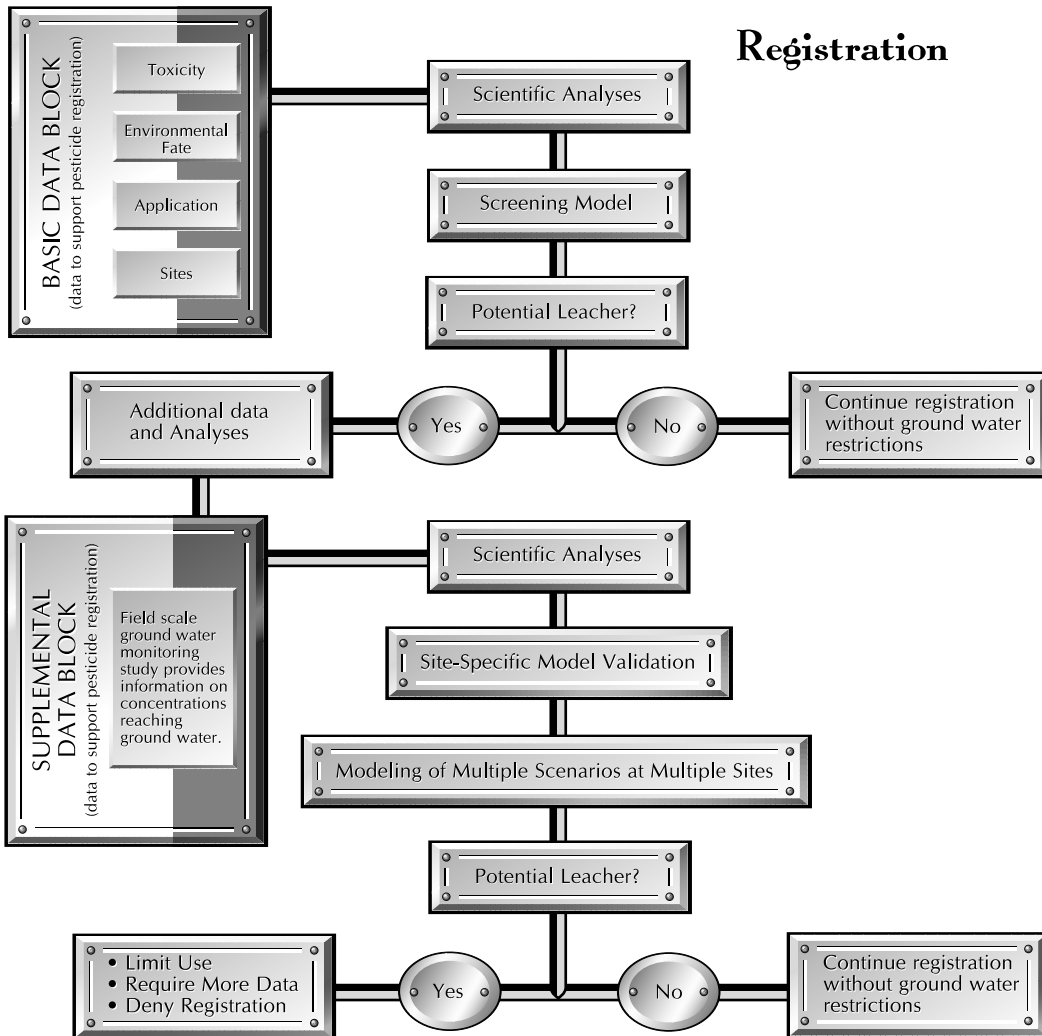 Registration
BASIC DATA BLOCK
(data to support pesticide registration)
Toxicity
Environmental
Fate
Application
Sites
Scientific Analyses
Screening Model
Potential Leacher?
Yes
No
Additional data
and Analyses
Continue registration
without ground water
restrictions
SUPPLEMENTAL
DATA BLOCK
(data to support pesticide registration)
Field scale
ground water
monitoring
study provides
information on
concentrations
reaching
ground water.
Scientific Analyses
Site-Specific Model Validation
Modeling of Multiple Scenarios at Multiple Sites
Potential Leacher?
Yes
No
• Limit Use
• Require More Data
• Deny Registration
Continue registration
without ground water
restrictions